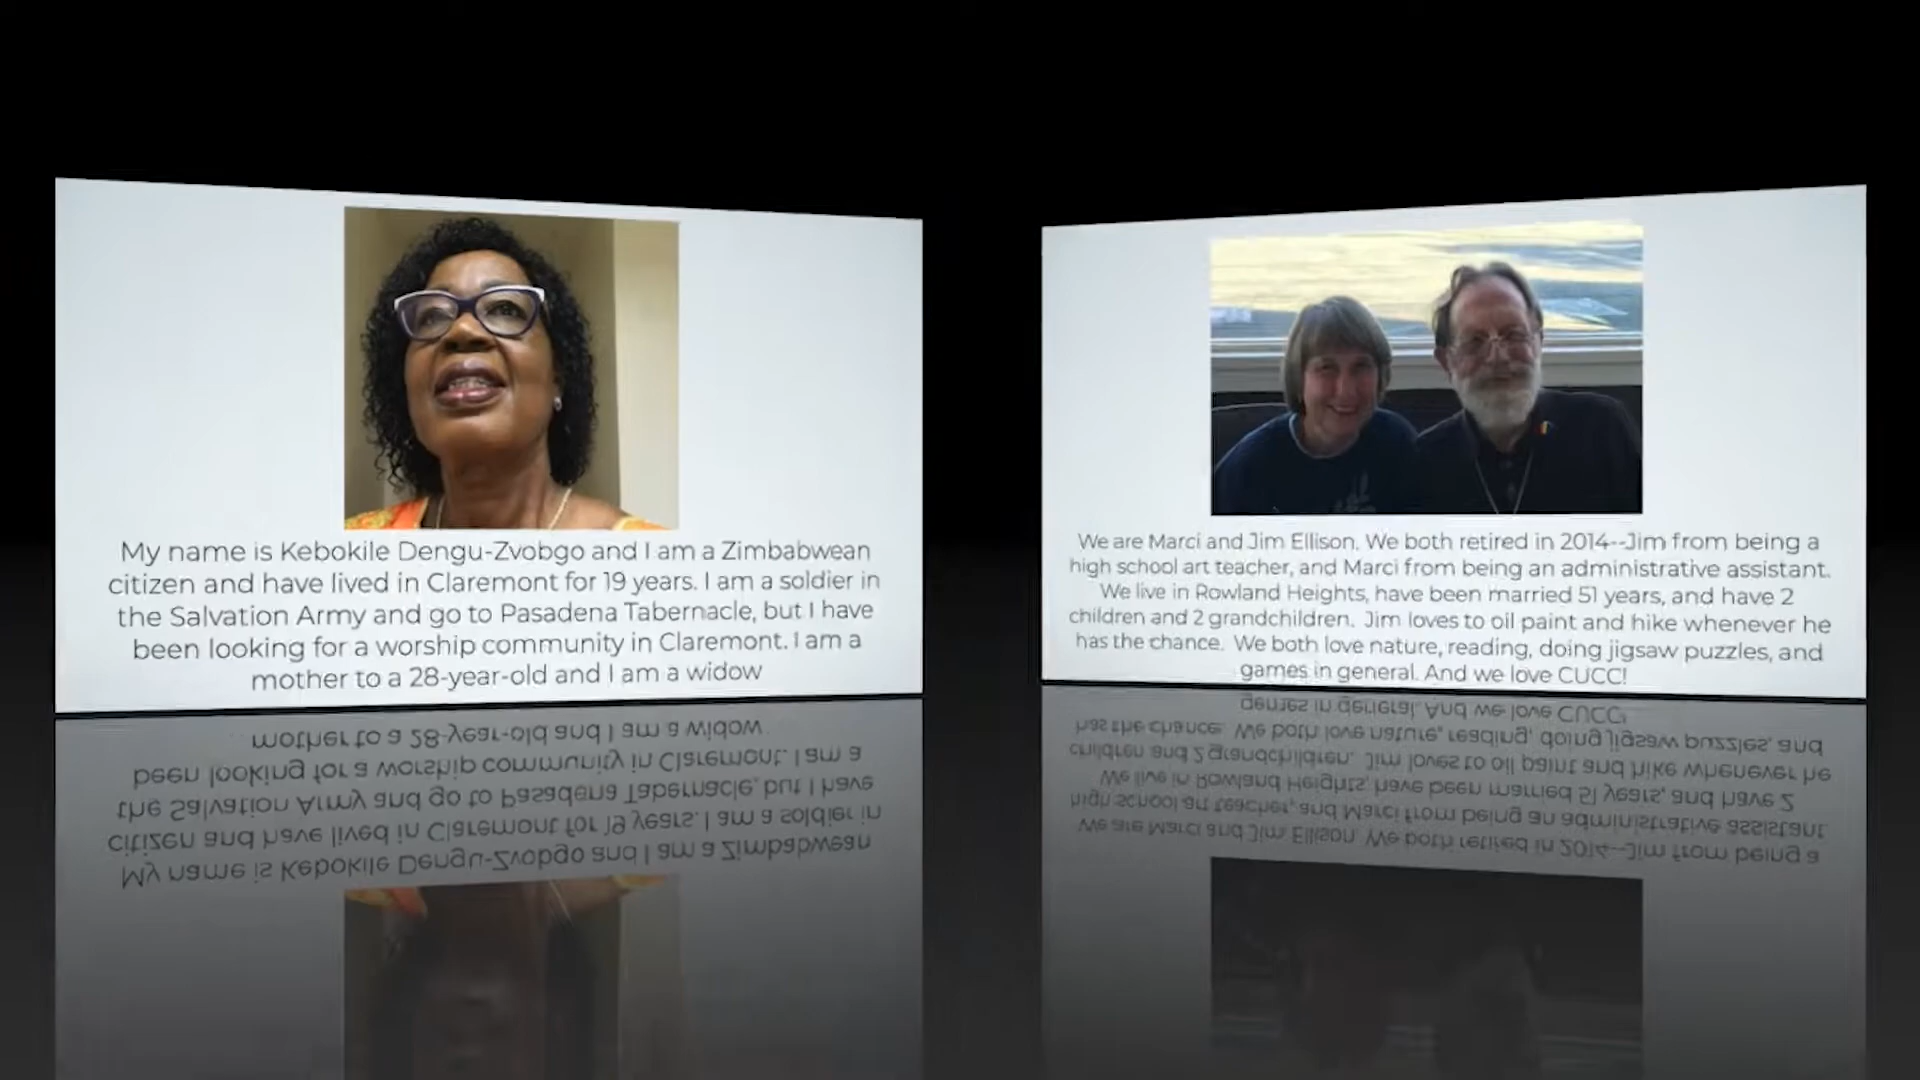 My name is Kebokile Dengu-Zvobgo and I am a Zimbabwean
citizen and have lived in Claremont for 19 years. I am a soldier in
the Salvation Army and go to Pasadena Tabernacle, but I have
been looking for a worship community in Claremont. I am a
mother to a 28-year-old and I am a widow
We are Marci and Jim Ellison. We both retired in 2014--Jim from being a
high school art teacher, and Marci from being an administrative assistant.
We live in Rowland Heights, have been married 51 years, and have 2
children and 2 grandchildren. Jim loves to oil paint and hike whenever he
has the chance. We both love nature, reading, doing jigsaw puzzles, and
games in general. And we love CUCC!